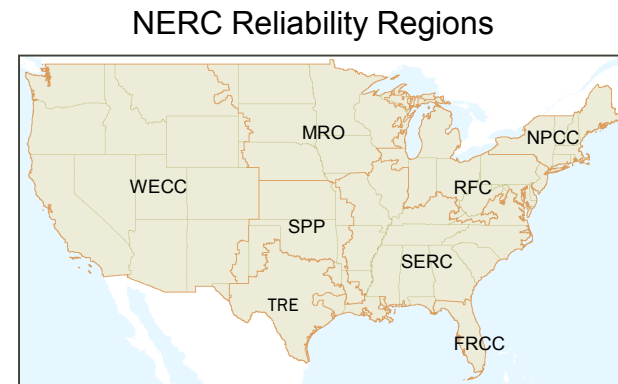 NERC Reliability Regions
MRO
NPCC
WECC
RFC
SPP
SERC
TRE
FRCC